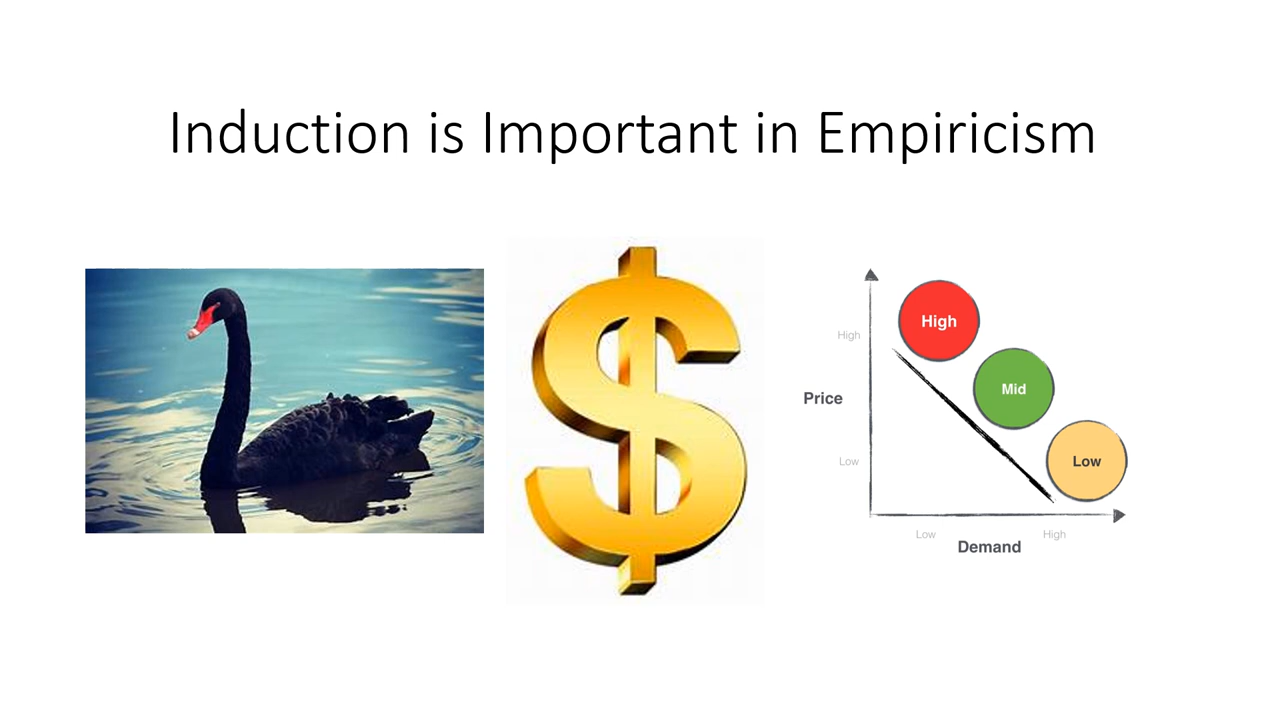 Induction is Important in Empiricism
$
High
High
Mid
Price
Low
Low
Low
High
Demand